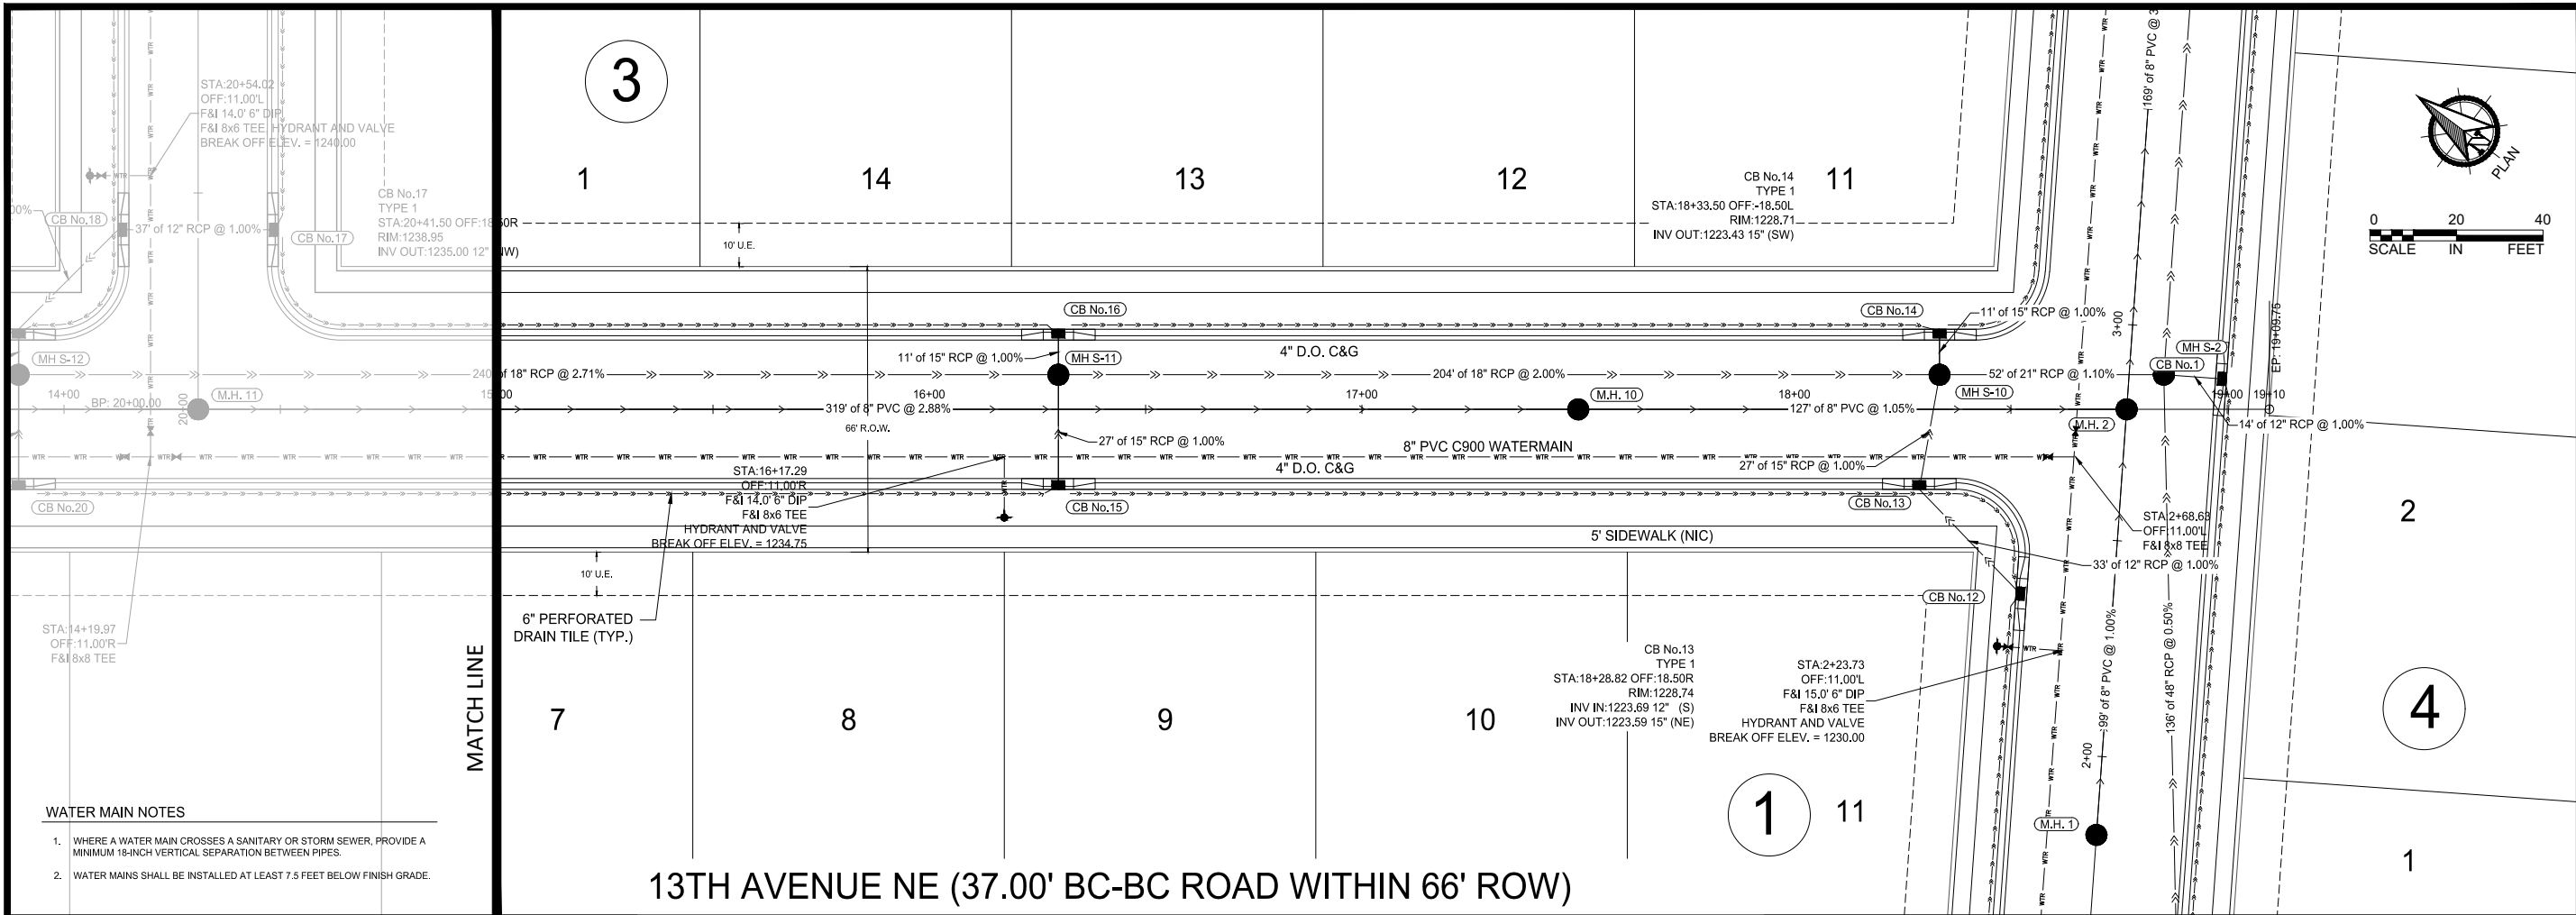 STA:20+54.02
OFF:11.00'L
F&I 14.0' 6" DIP
F&I 8x6 TEE, HYDRANT AND VALVE
BREAK OFF ELEV. = 1240.00
CB No.18
37' of 12" RCP @ 1.00%
CB No.17
CB No.17
TYPE 1
STA:20+41.50 OFF:18.50R
RIM:1238.95
INV OUT:1235.00 12" (NW)
3
1
14
13
12
11
10' U.E.
CB No.14
TYPE 1
STA:18+33.50 OFF:-18.50L
RIM:1228.71
INV OUT:1223.43 15" (SW)
PLAN
0 20 40
SCALE IN FEET
CB No.16
CB No.14
11' of 15" RCP @ 1.00%
MH S-12
11' of 15" RCP @ 1.00%
MH S-11
4" D.O. C&G
3+00
MH S-2
CB No.1
EP: 19+09.75
240' of 18" RCP @ 2.71%
204' of 18" RCP @ 2.00%
52' of 21" RCP @ 1.10%
14+00
BP: 20+00.00
20+00
M.H. 11
15+00
16+00
17+00
M.H. 10
18+00
MH S-10
19+00
19+10
319' of 8" PVC @ 2.88%
127' of 8" PVC @ 1.05%
66' R.O.W.
M.H. 2
14' of 12" RCP @ 1.00%
27' of 15" RCP @ 1.00%
8" PVC C900 WATERMAIN
27' of 15" RCP @ 1.00%
4" D.O. C&G
STA:16+17.29
OFF:11.00'R
F&I 14.0' 6" DIP
F&I 8x6 TEE
HYDRANT AND VALVE
BREAK OFF ELEV. = 1234.75
CB No.20
CB No.15
CB No.13
STA:2+68.63
OFF:11.00'L
F&I 8x8 TEE
2
5' SIDEWALK (NIC)
33' of 12" RCP @ 1.00%
10' U.E.
CB No.12
6" PERFORATED
DRAIN TILE (TYP.)
STA:14+19.97
OFF:11.00'R
F&I 8x8 TEE
MATCH LINE
7
8
9
10
CB No.13
TYPE 1
STA:18+28.82 OFF:18.50R
RIM:1228.74
INV IN:1223.69 12" (S)
INV OUT:1223.59 15" (NE)
STA:2+23.73
OFF:11.00'L
F&I 15.0' 6" DIP
F&I 8x6 TEE
HYDRANT AND VALVE
BREAK OFF ELEV. = 1230.00
199' of 8" PVC @ 1.00%
136' of 48" RCP @ 0.50%
169' of 8" PVC @
2+00
4
1
11
M.H. 1
1
WATER MAIN NOTES
1. WHERE A WATER MAIN CROSSES A SANITARY OR STORM SEWER, PROVIDE A
MINIMUM 18-INCH VERTICAL SEPARATION BETWEEN PIPES.
2. WATER MAINS SHALL BE INSTALLED AT LEAST 7.5 FEET BELOW FINISH GRADE.
13TH AVENUE NE (37.00' BC-BC ROAD WITHIN 66' ROW)